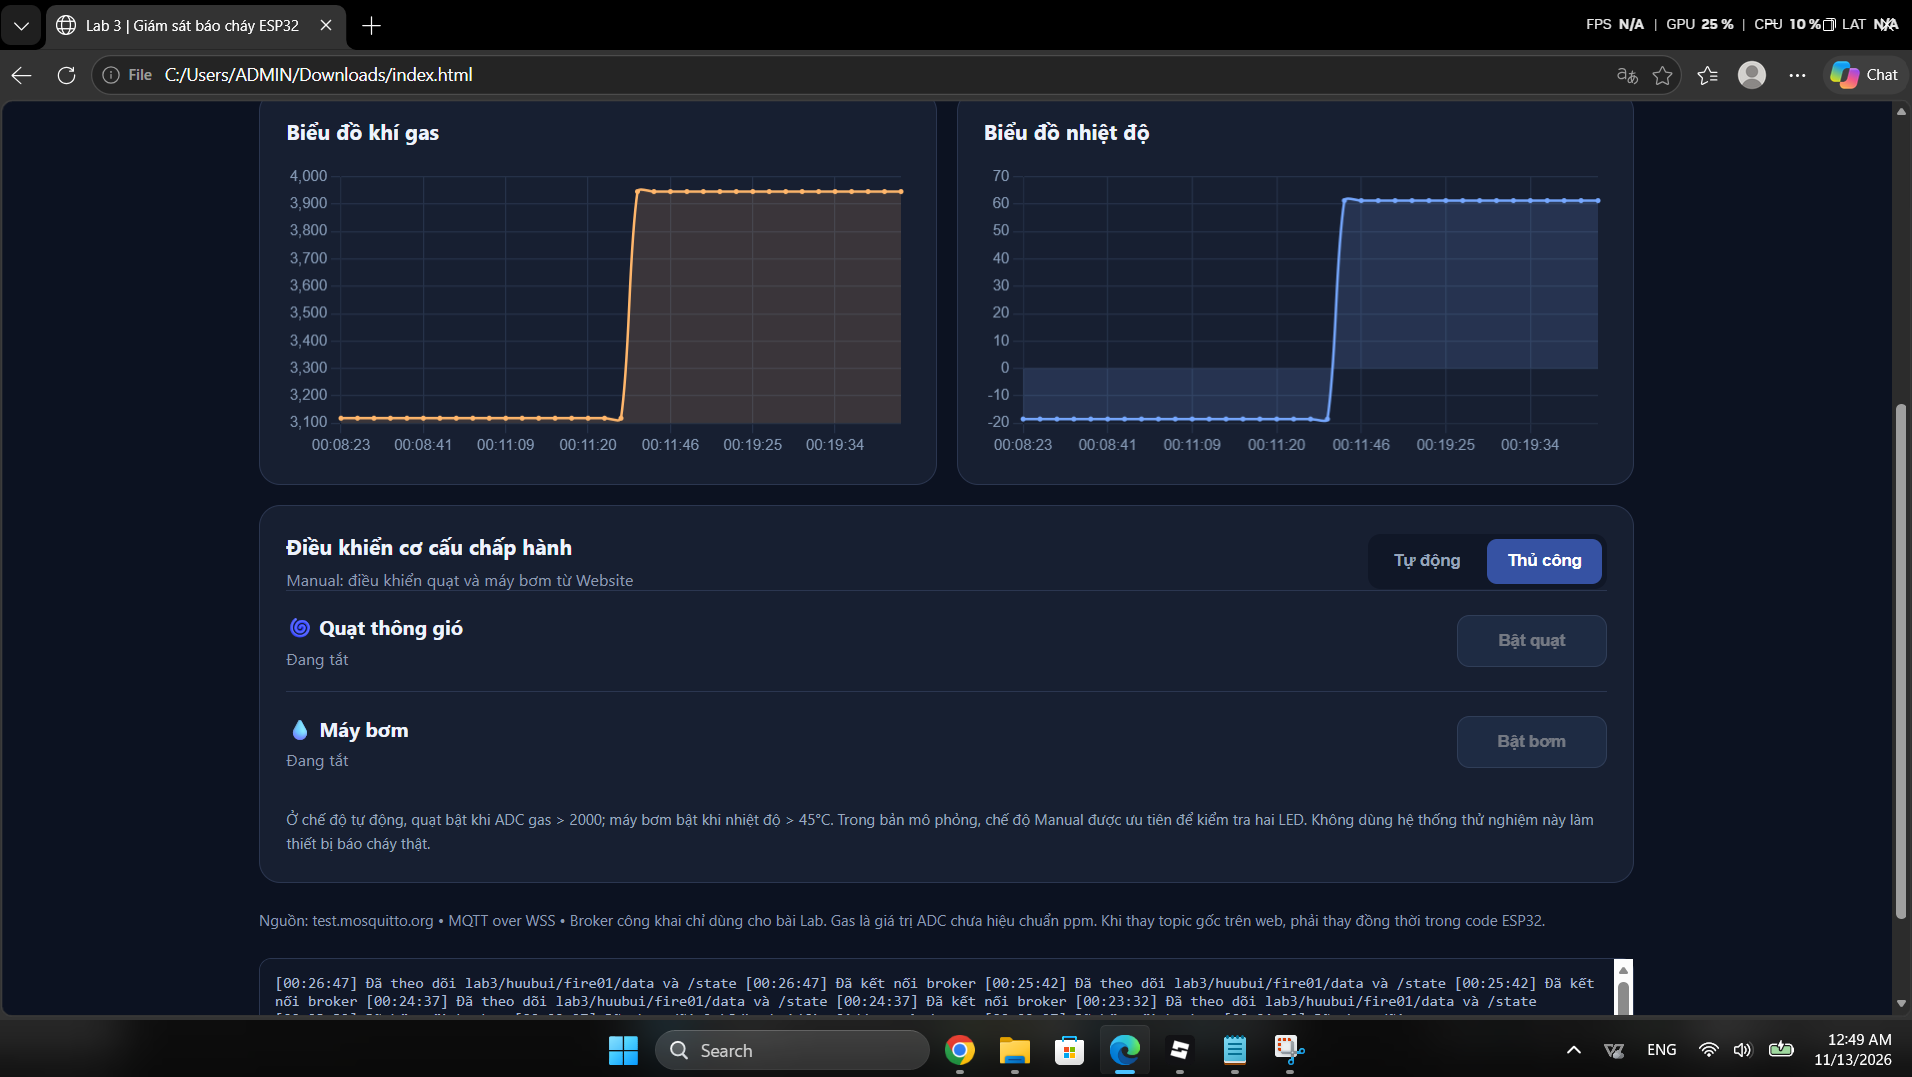 Lab 3 | Giám sát báo cháy ESP32
FPS N/A | GPU 25 % | CPU 10 % LAT N/A
File C:/Users/ADMIN/Downloads/index.html
Chat
Biểu đồ khí gas
4,000
3,900
3,800
3,700
3,600
3,500
3,400
3,300
3,200
3,100
00:08:23 00:08:41 00:11:09 00:11:20 00:11:46 00:19:25 00:19:34
Biểu đồ nhiệt độ
70
60
50
40
30
20
10
0
-10
-20
00:08:23 00:08:41 00:11:09 00:11:20 00:11:46 00:19:25 00:19:34
Điều khiển cơ cấu chấp hành
Manual: điều khiển quạt và máy bơm từ Website
Tự động Thủ công
Quạt thông gió
Đang tắt
Bật quạt
Máy bơm
Đang tắt
Bật bơm
Ở chế độ tự động, quạt bật khi ADC gas > 2000; máy bơm bật khi nhiệt độ > 45°C. Trong bản mô phỏng, chế độ Manual được ưu tiên để kiểm tra hai LED. Không dùng hệ thống thử nghiệm này làm
thiết bị báo cháy thật.
Nguồn: test.mosquitto.org • MQTT over WSS • Broker công khai chỉ dùng cho bài Lab. Gas là giá trị ADC chưa hiệu chuẩn ppm. Khi thay topic gốc trên web, phải thay đồng thời trong code ESP32.
[00:26:47] Đã theo dõi lab3/huubui/fire01/data và /state [00:26:47] Đã kết nối broker [00:25:42] Đã theo dõi lab3/huubui/fire01/data và /state [00:25:42] Đã kết
nối broker [00:24:37] Đã theo dõi lab3/huubui/fire01/data và /state [00:24:37] Đã kết nối broker [00:23:32] Đã theo dõi lab3/huubui/fire01/data và /state
Search
ENG
12:49 AM
11/13/2026